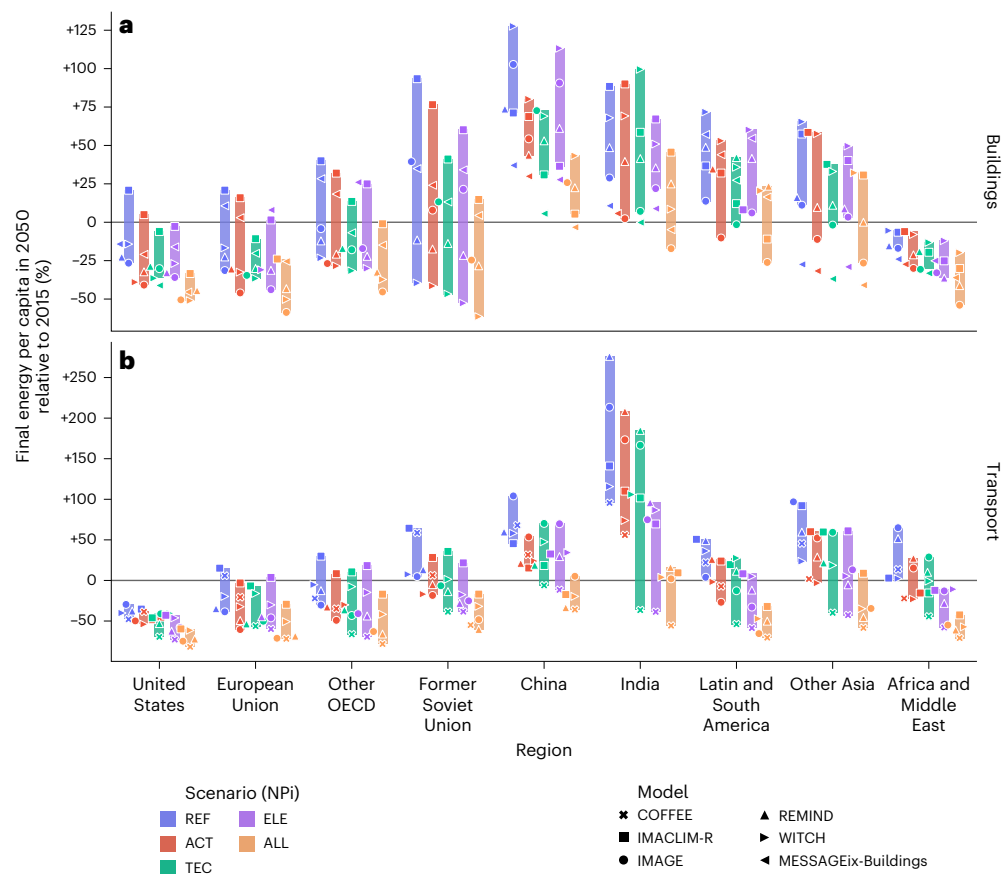 a
Final energy per capita in 2050
relative to 2015 (%)
+125
+100
+75
+50
+25
0
−25
−50
Buildings
b
+250
+200
+150
+100
+50
0
−50
Transport
United
States
European
Union
Other
OECD
Former
Soviet
Union
China
India
Latin and
South
America
Other Asia
Africa and
Middle
East
Region
Scenario (NPi)
REF
ELE
ACT
ALL
TEC
Model
COFFEE
REMIND
IMACLIM-R
WITCH
IMAGE
MESSAGEix-Buildings